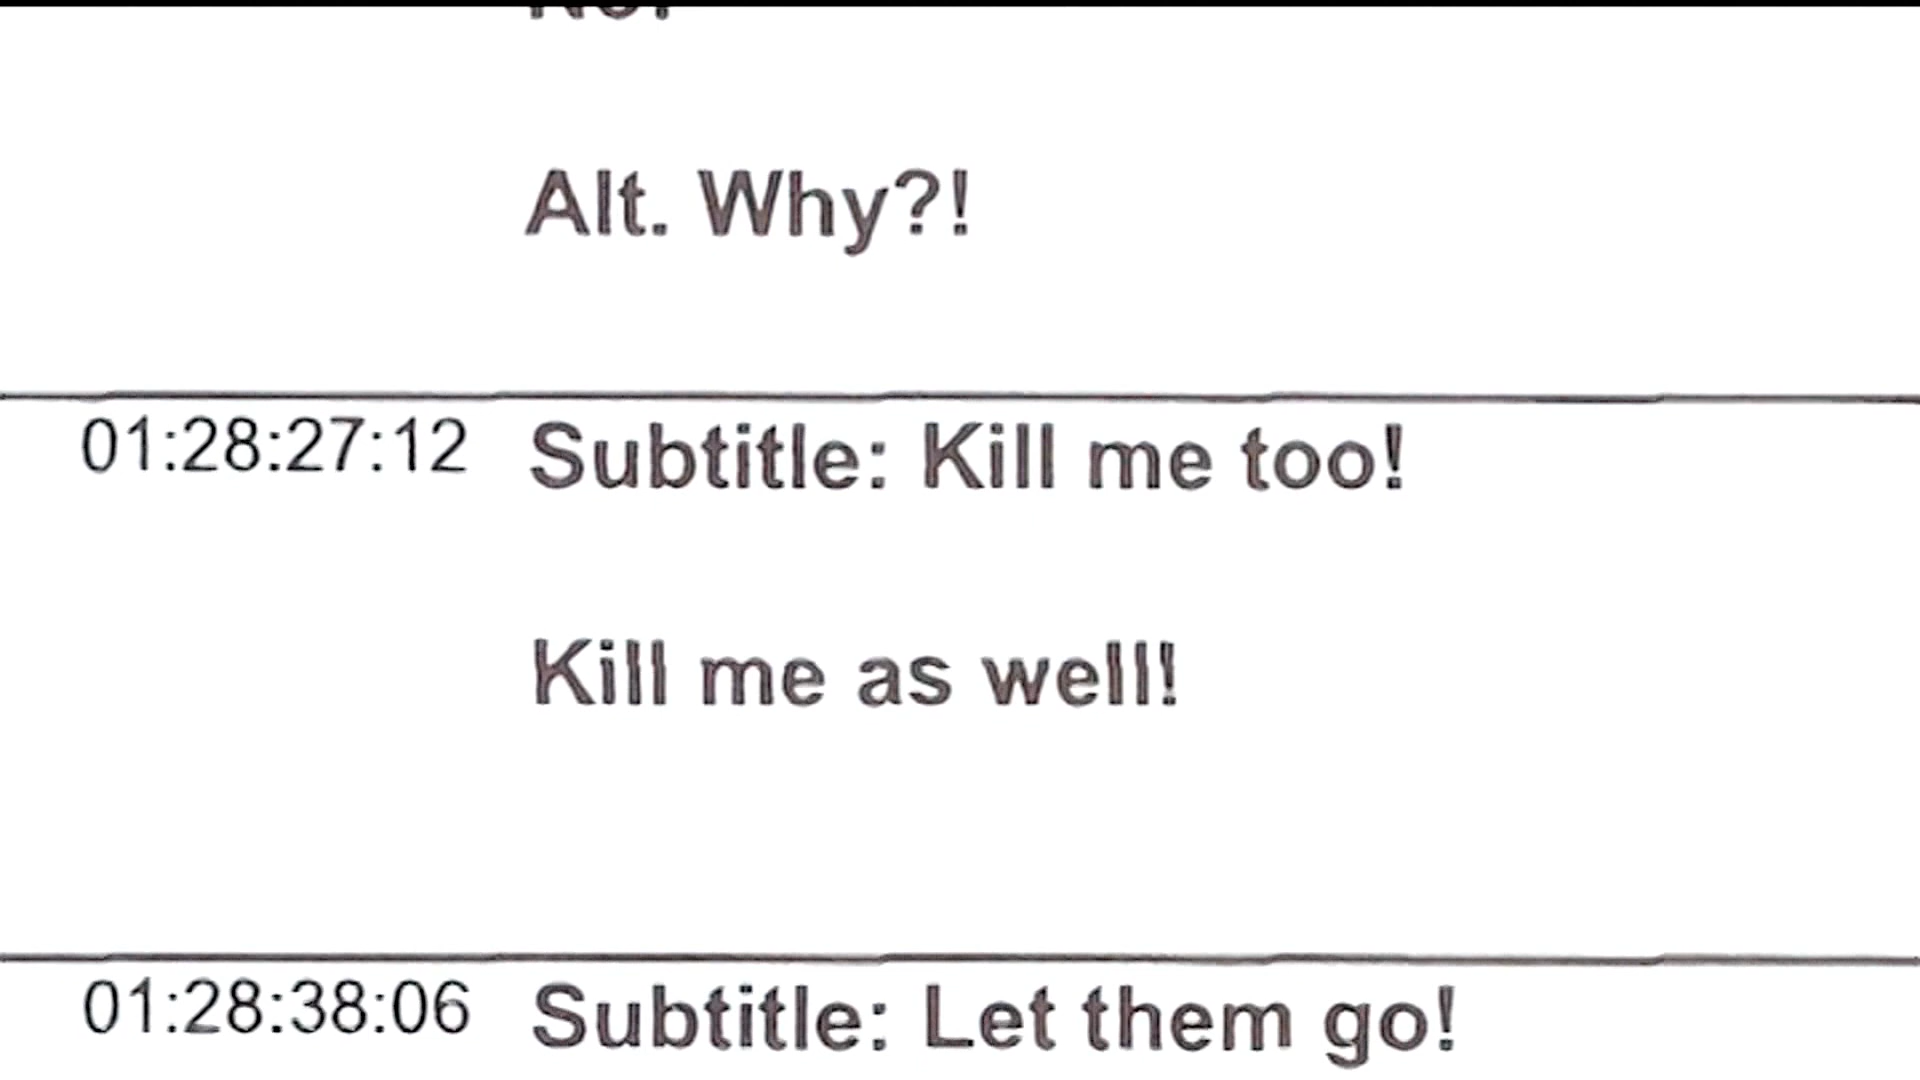 Alt. Why?!
01:28:27:12 Subtitle: Kill me too!
Kill me as well!
01:28:38:06 Subtitle: Let them go!